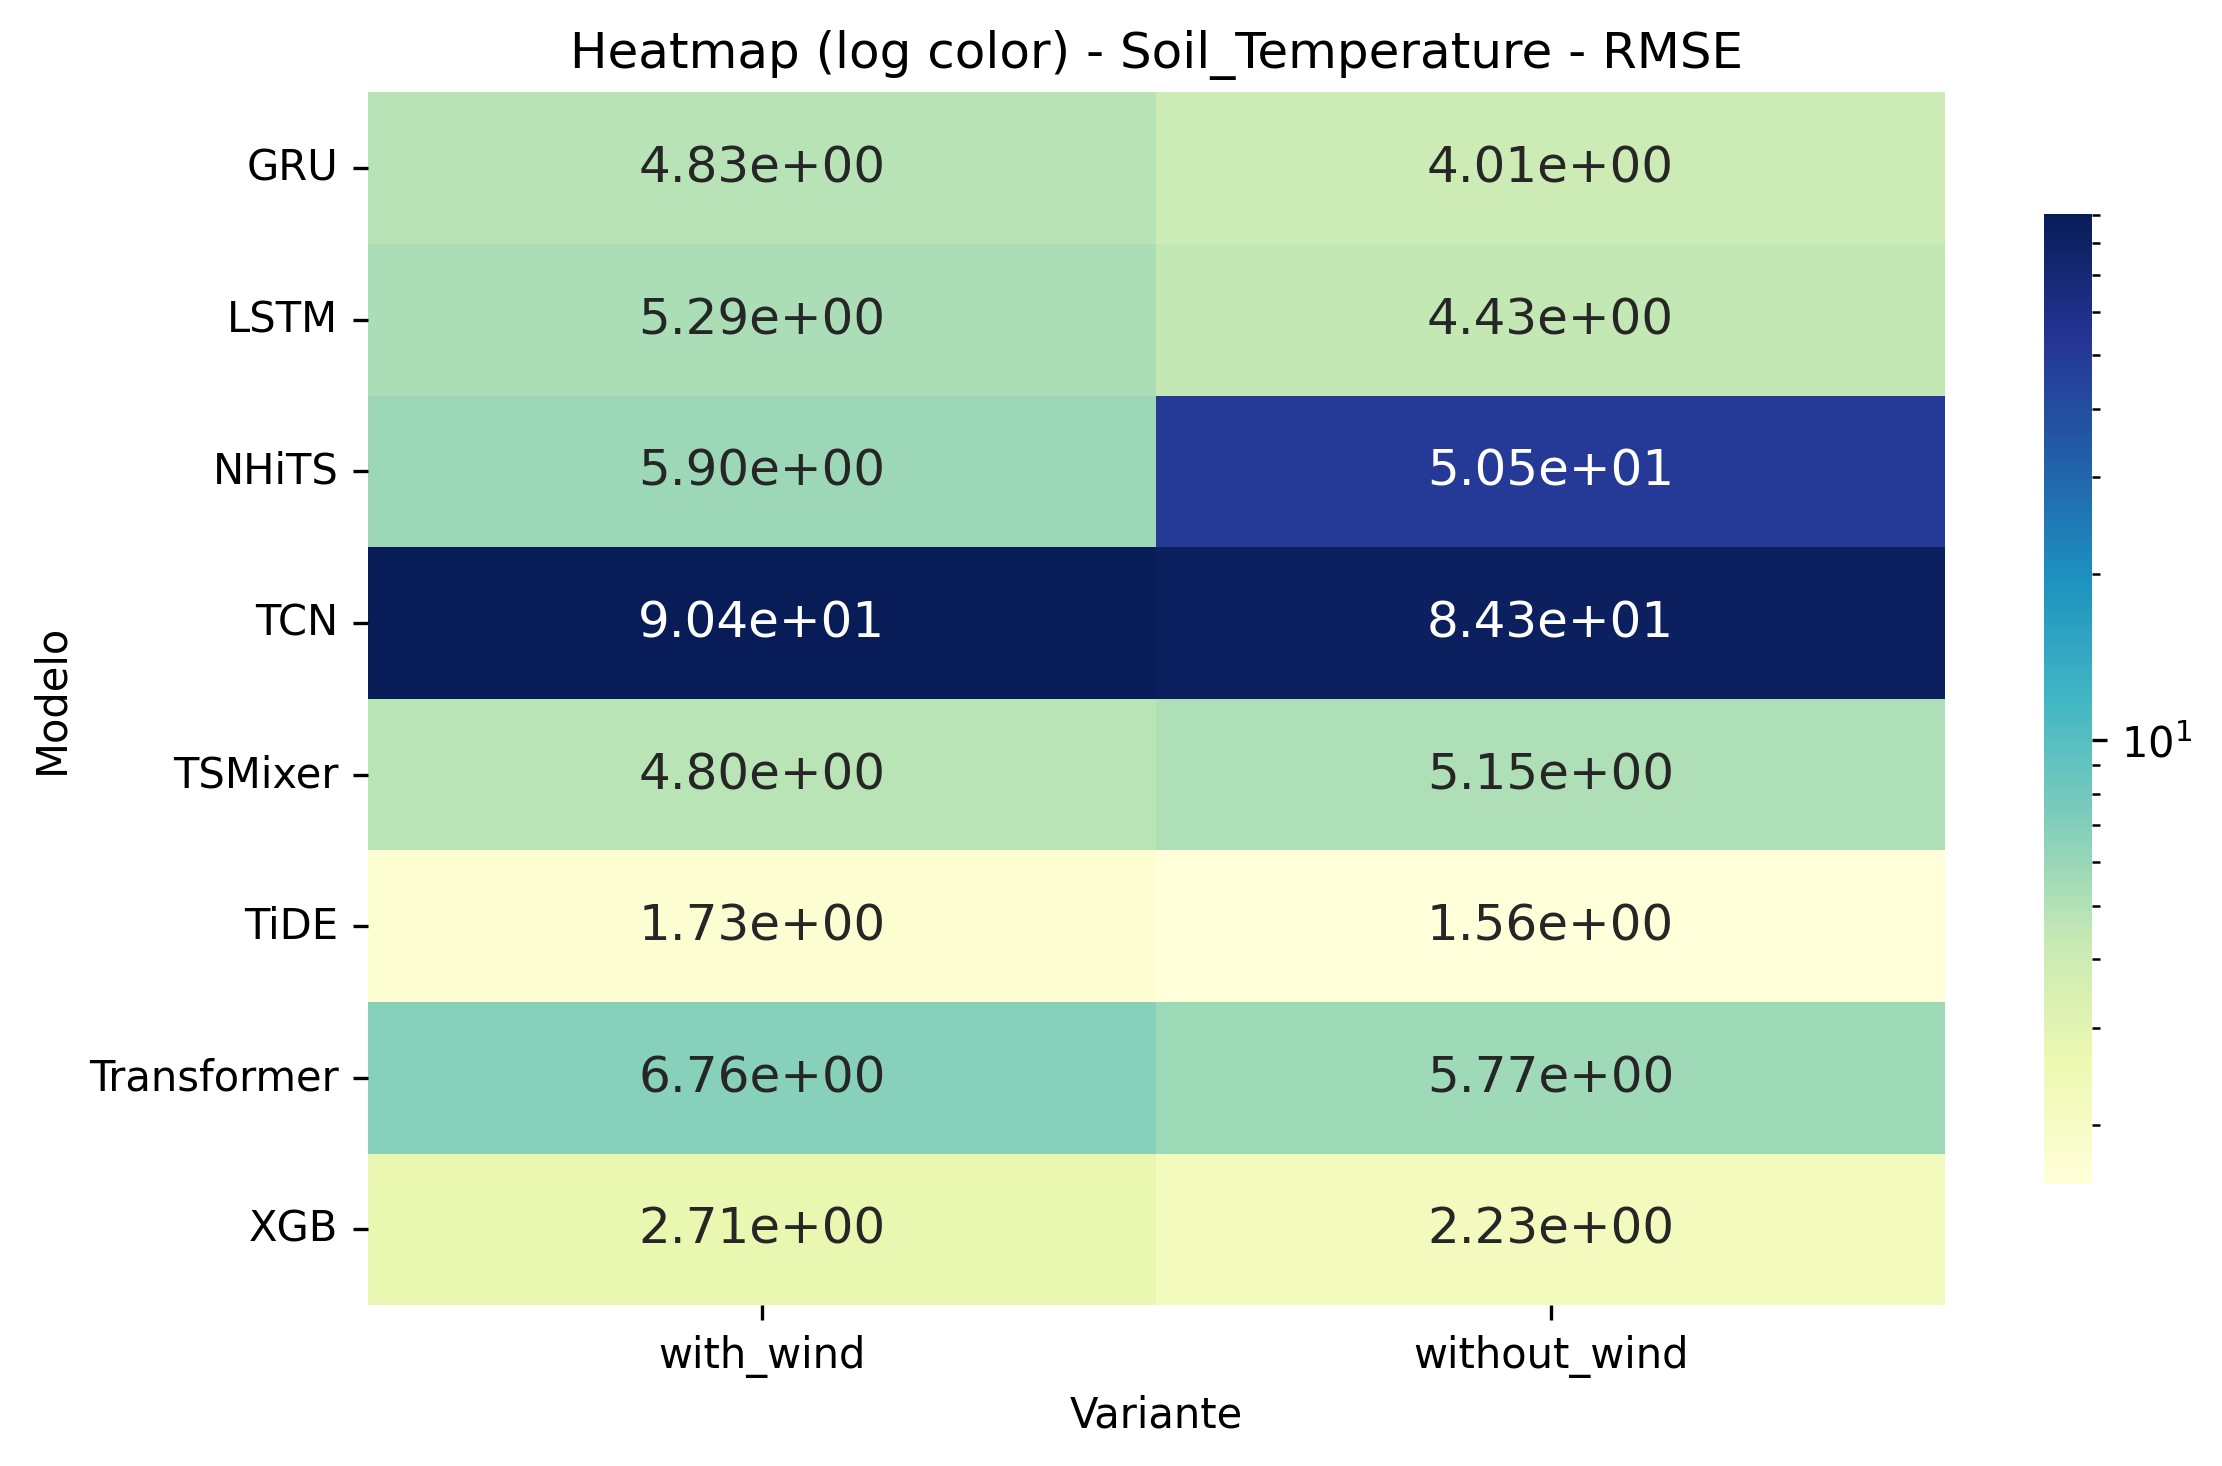 Heatmap (log color) - Soil_Temperature - RMSE
Modelo
GRU 4.83e+00 4.01e+00
LSTM 5.29e+00 4.43e+00
NHiTS 5.90e+00 5.05e+01
TCN 9.04e+01 8.43e+01
TSMixer 4.80e+00 5.15e+00
TiDE 1.73e+00 1.56e+00
Transformer 6.76e+00 5.77e+00
XGB 2.71e+00 2.23e+00
with_wind without_wind
Variante
10¹